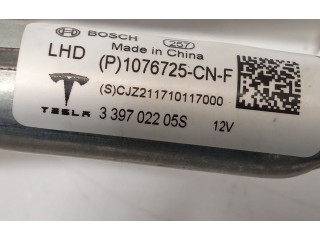 BOSCH 257
Made in China
LHD (P)1076725-CN-F
(S)CJZ211710117000
TESLA 3 397 022 05S 12V